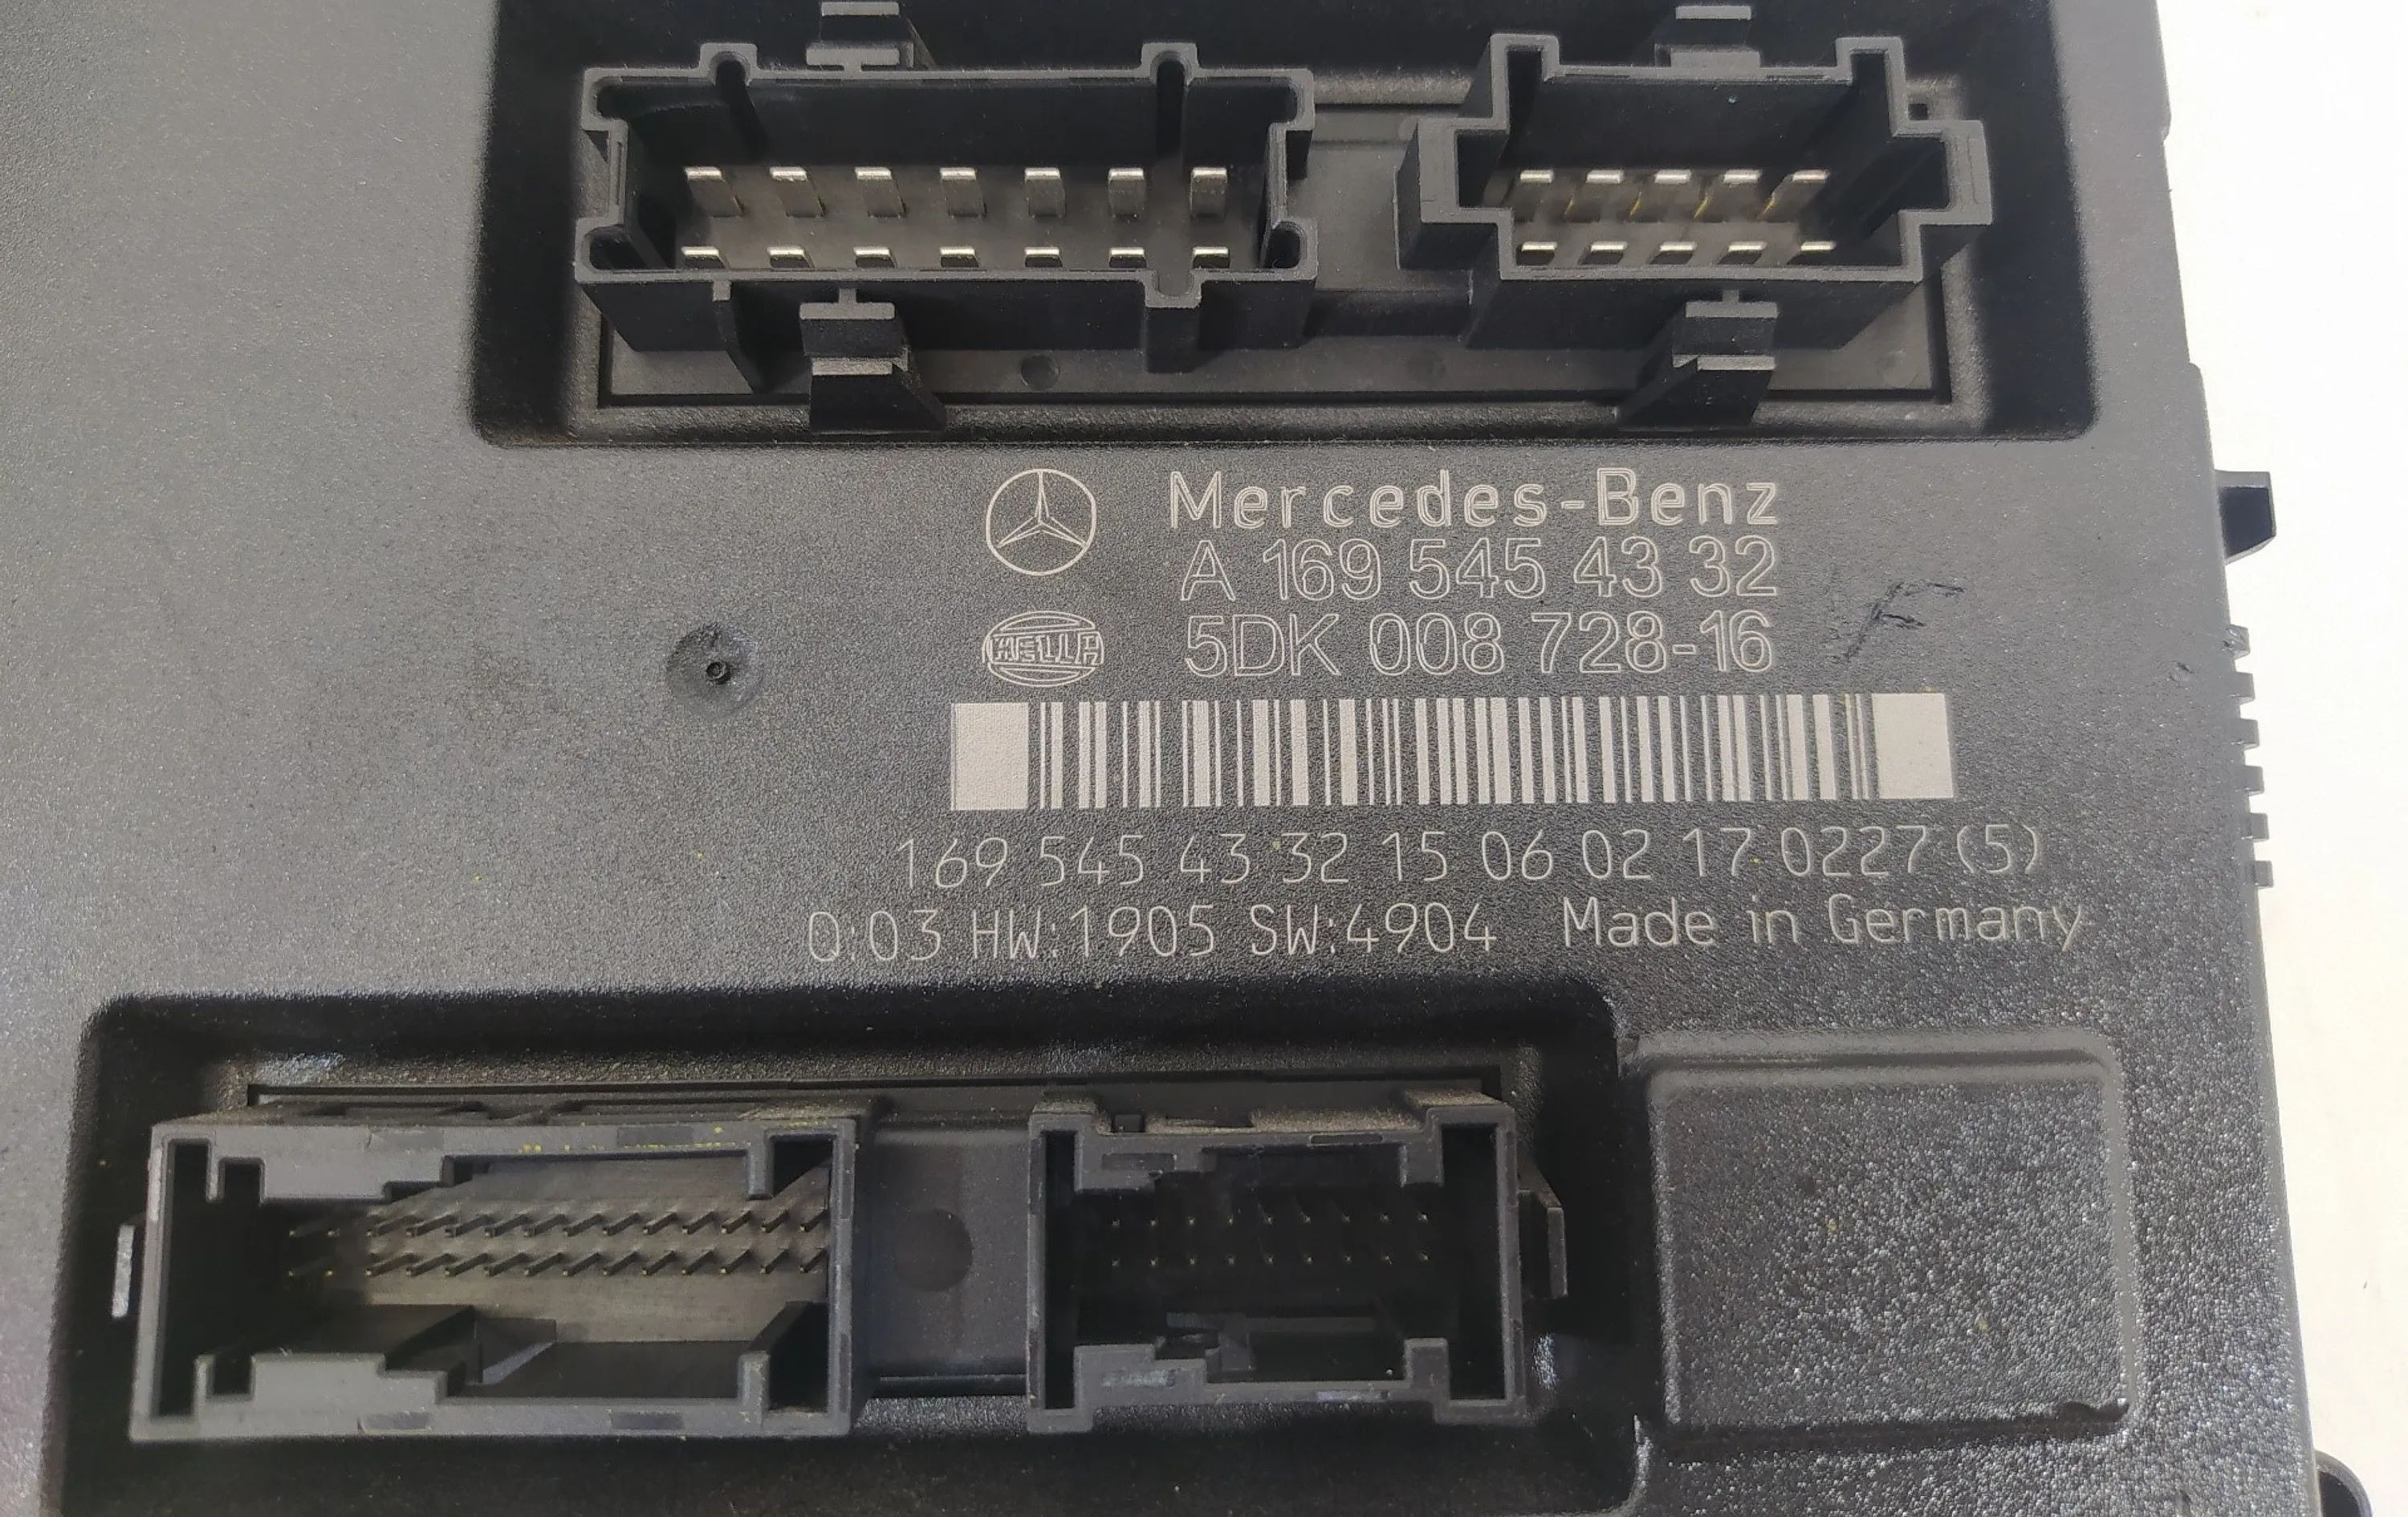 Mercedes-Benz
A 169 545 43 32
HELLA
5DK 008 728-16
169 545 43 32 15 06 02 17 0227 (5)
Q:03 HW:1905 SW:4904 Made in Germany